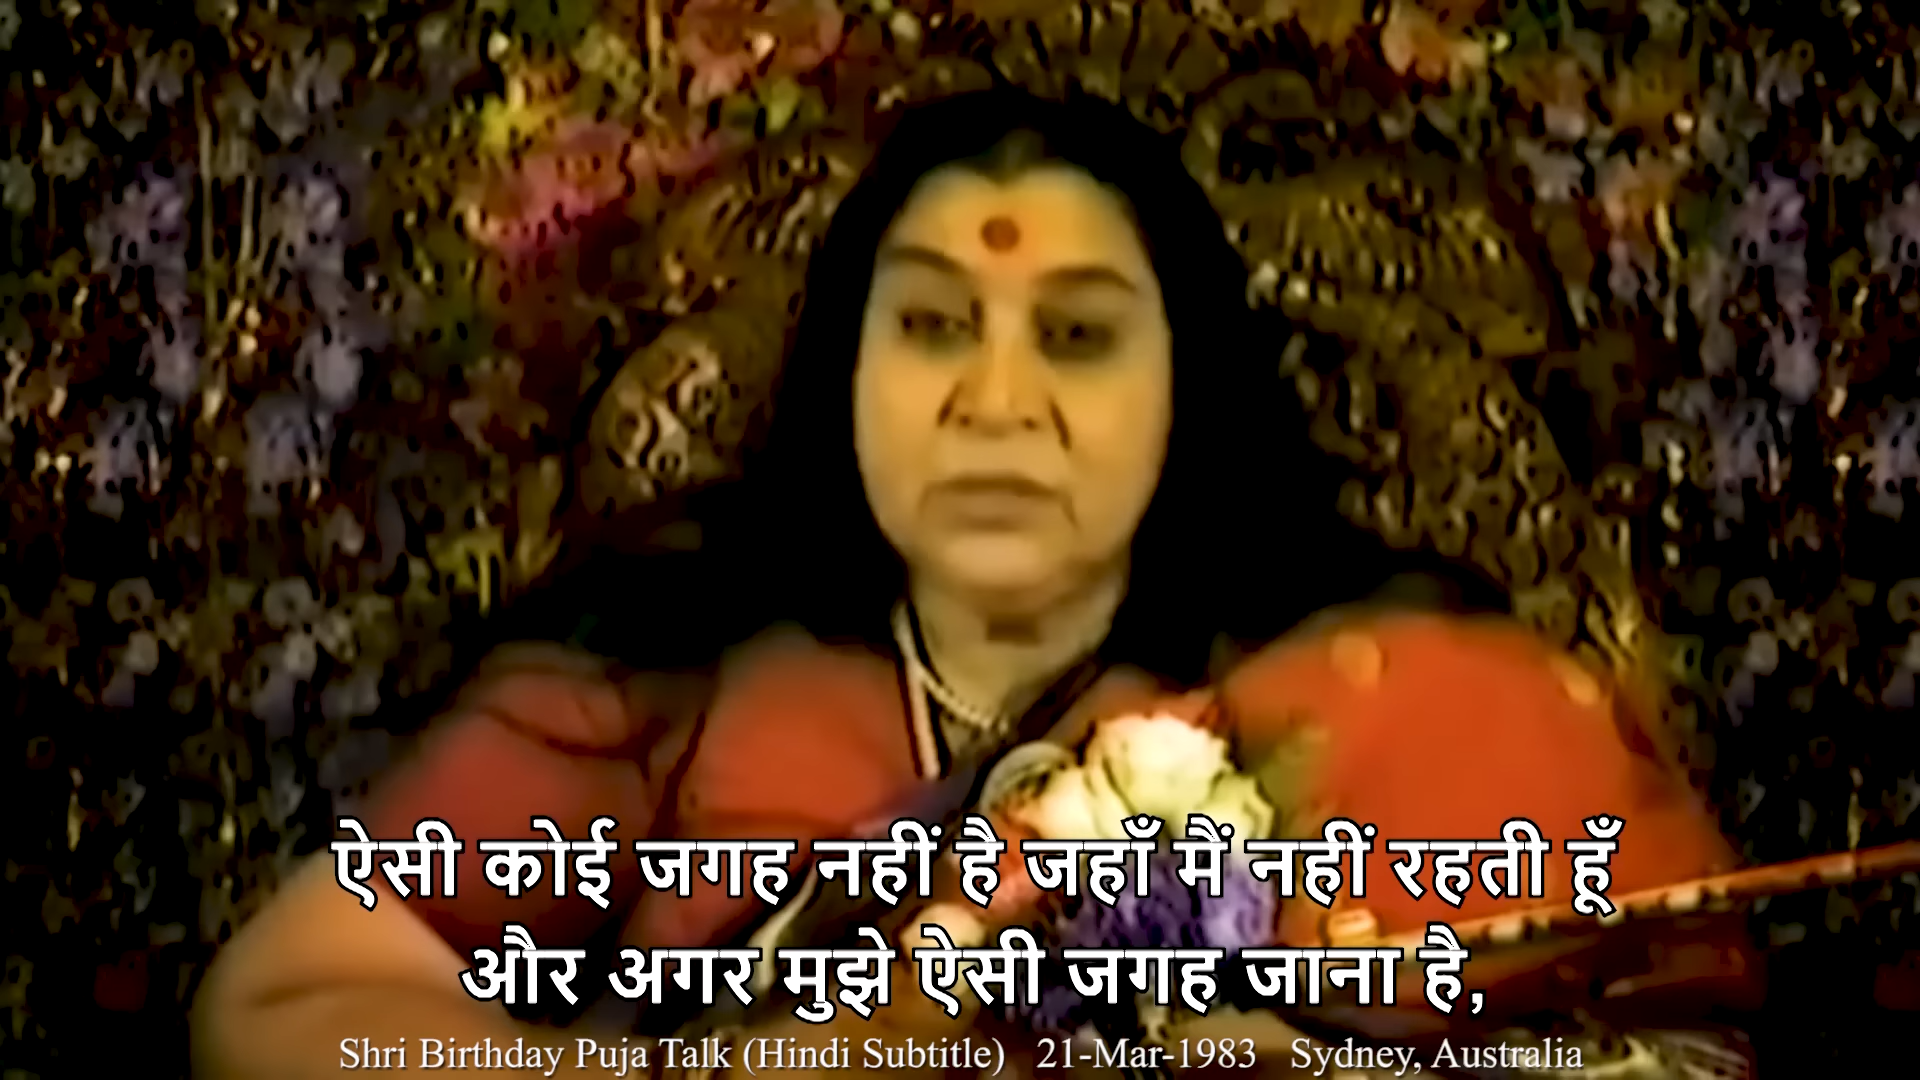 ऐसी कोई जगह नहीं है जहाँ मैं नहीं रहती हूँ
और अगर मुझे ऐसी जगह जाना है,
Shri Birthday Puja Talk (Hindi Subtitle) 21-Mar-1983 Sydney, Australia